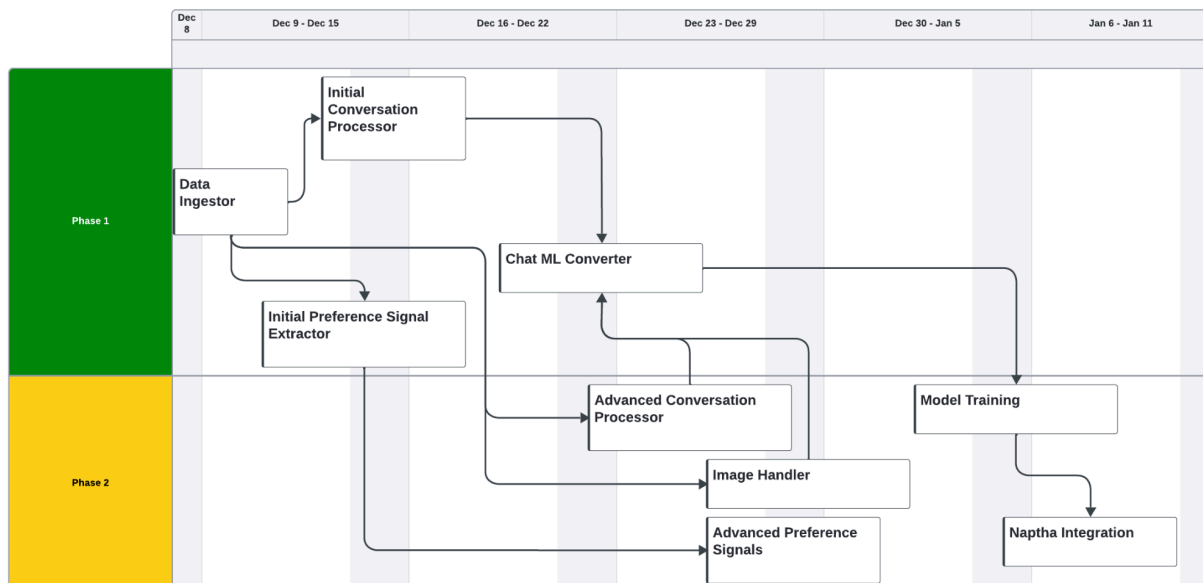 Dec
8
Dec 9 - Dec 15
Dec 16 - Dec 22
Dec 23 - Dec 29
Dec 30 - Jan 5
Jan 6 - Jan 11
Phase 1
Initial
Conversation
Processor
Data
Ingestor
Chat ML Converter
Initial Preference Signal
Extractor
Phase 2
Advanced Conversation
Processor
Model Training
Image Handler
Advanced Preference
Signals
Naptha Integration